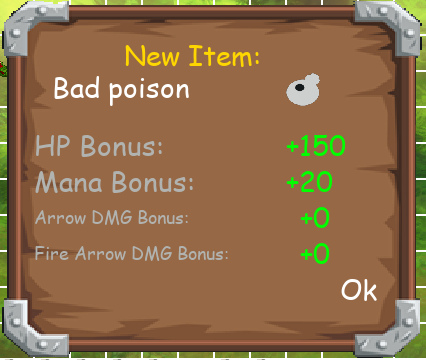 New Item:
Bad poison
HP Bonus: +150
Mana Bonus: +20
Arrow DMG Bonus: +0
Fire Arrow DMG Bonus: +0
Ok